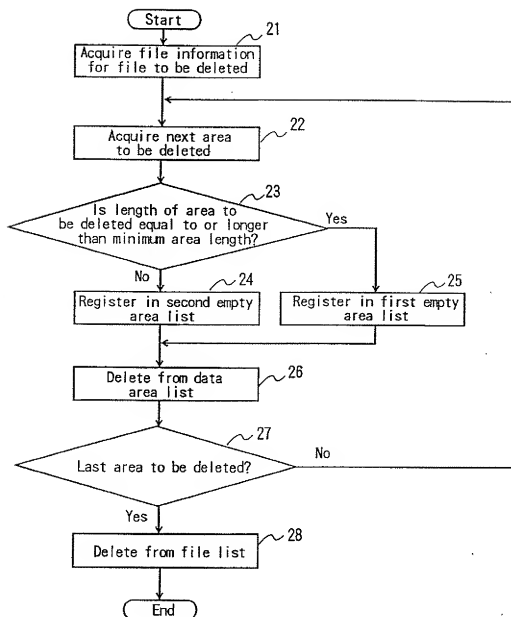 Start
21
Acquire file information
for file to be deleted
22
Acquire next area
to be deleted
23
Is length of area to
be deleted equal to or longer
than minimum area length?
Yes
No
24
25
Register in second empty
area list
Register in first empty
area list
26
Delete from data
area list
27
Last area to be deleted?
No
Yes
28
Delete from file list
End